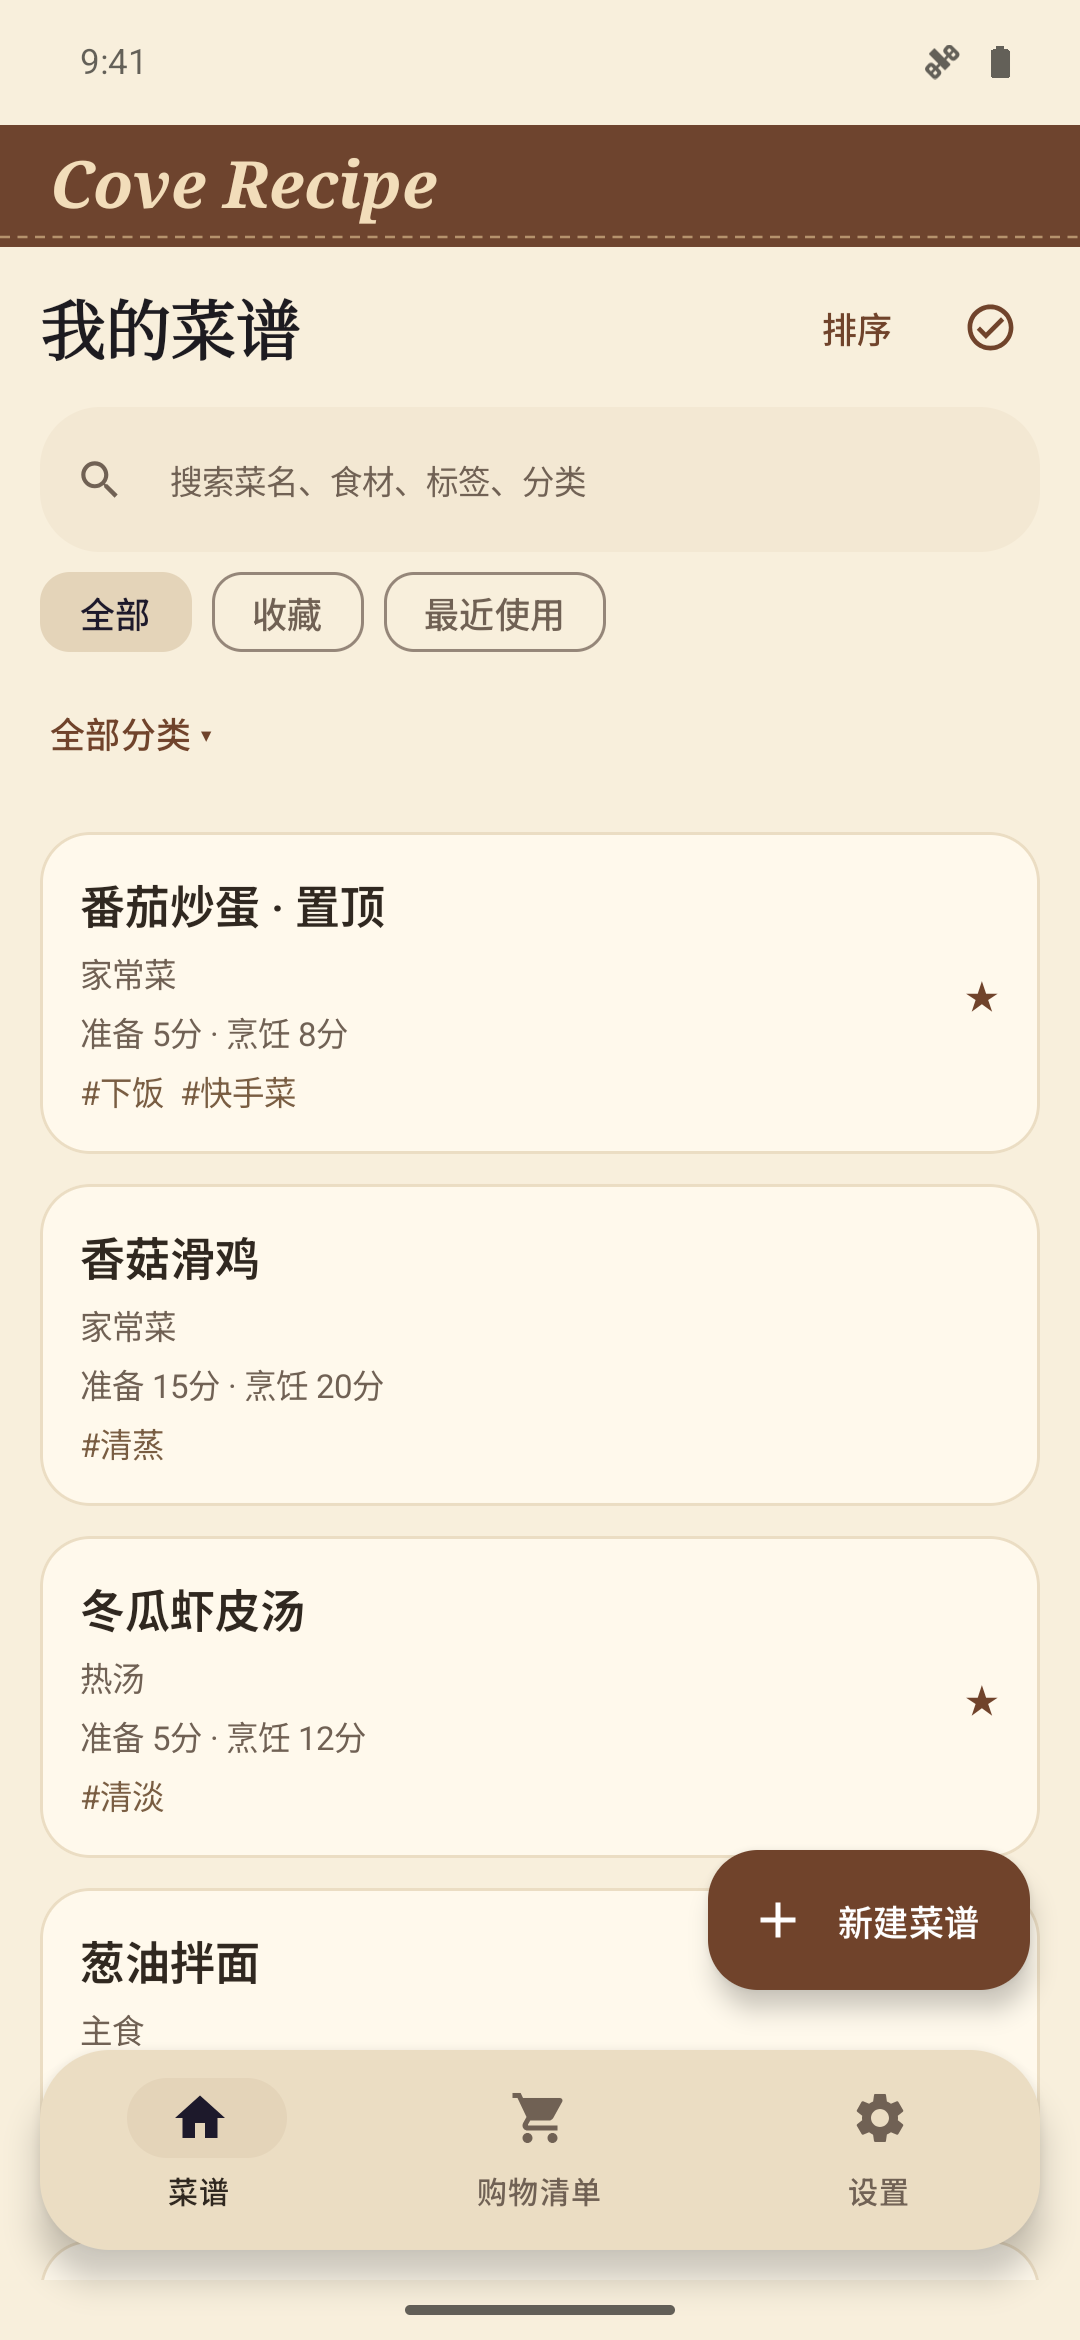 9:41
Cove Recipe
我的菜谱
排序
搜索菜名、食材、标签、分类
全部
收藏
最近使用
全部分类 ▾
番茄炒蛋 · 置顶
家常菜
准备 5分 · 烹饪 8分
#下饭 #快手菜
★
香菇滑鸡
家常菜
准备 15分 · 烹饪 20分
#清蒸
冬瓜虾皮汤
热汤
准备 5分 · 烹饪 12分
#清淡
★
葱油拌面
主食
新建菜谱
菜谱
购物清单
设置